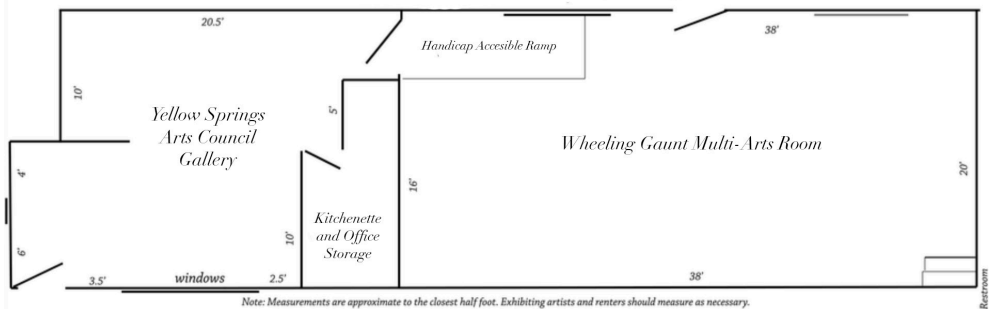 20.5'
38'
Handicap Accesible Ramp
10'
5'
Yellow Springs
Arts Council
Gallery
Wheeling Gaunt Multi-Arts Room
4'
16'
20'
Kitchenette
and Office
Storage
10'
6'
3.5'
windows
2.5'
38'
Restroom
Note: Measurements are approximate to the closest half foot. Exhibiting artists and renters should measure as necessary.